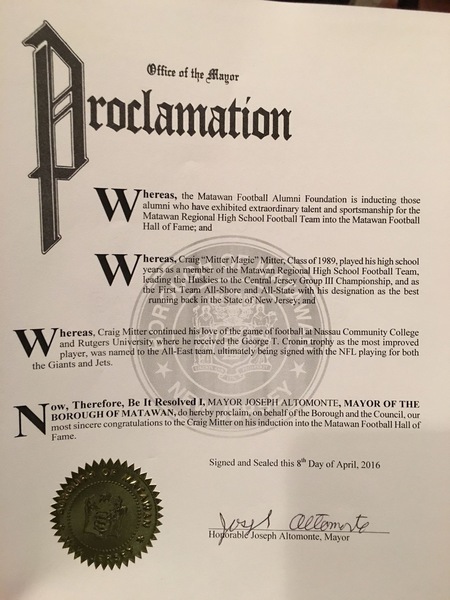 Office of the Mayor
Proclamation
Whereas, the Matawan Football Alumni Foundation is inducting those
alumni who have exhibited extraordinary talent and sportsmanship for the
Matawan Regional High School Football Team into the Matawan Football
Hall of Fame; and
Whereas, Craig “Mitter Magic” Mitter, Class of 1989, played his high school
years as a member of the Matawan Regional High School Football Team,
leading the Huskies to the Central Jersey Group III Championship, and as
the First Team All-Shore and All-State with his designation as the best
running back in the State of New Jersey; and
Whereas, Craig Mitter continued his love of the game of football at Nassau Community College
and Rutgers University where he received the George T. Cronin trophy as the most improved
player, was named to the All-East team, ultimately being signed with the NFL playing for both
the Giants and Jets.
Now, Therefore, Be It Resolved I, MAYOR JOSEPH ALTOMONTE, MAYOR OF THE
BOROUGH OF MATAWAN, do hereby proclaim, on behalf of the Borough and the Council, our
most sincere congratulations to the Craig Mitter on his induction into the Matawan Football Hall of
Fame.
Signed and Sealed this 8th Day of April, 2016
Joseph Altomonte
Honorable Joseph Altomonte, Mayor